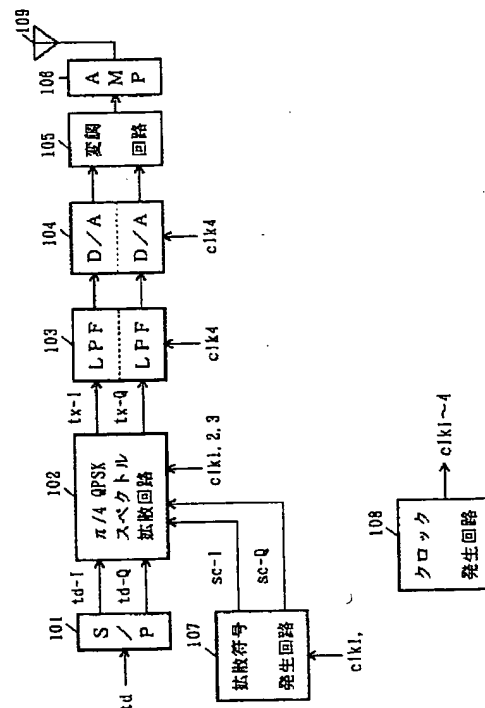 109
106
A
M
P
105
変調
回路
104
D/A
D/A
clk4
103
LPF
LPF
clk4
tx-I
tx-Q
102
π/4 QPSK
スペクトル
拡散回路
clk1, 2, 3
td-I
td-Q
101
S
/
P
td
sc-I
sc-Q
107
拡散符号
発生回路
clk1,
108
クロック
発生回路
clk1~4